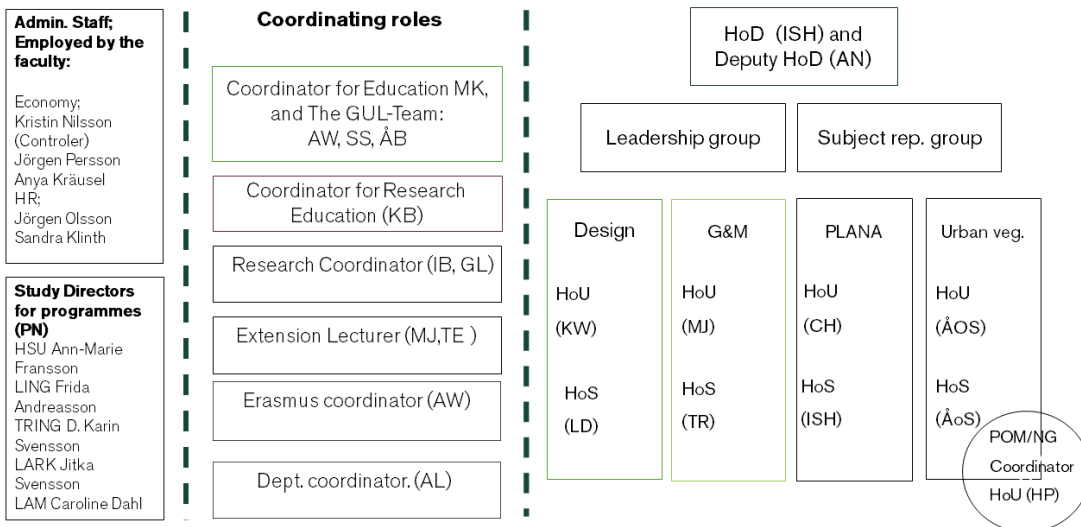 Admin. Staff;
Employed by the
faculty:
Economy;
Kristin Nilsson
(Controler)
Jörgen Persson
Anya Kräusel
HR;
Jörgen Olsson
Sandra Klinth
Study Directors
for programmes
(PN)
HSU Ann-Marie
Fransson
LING Frida
Andreasson
TRING D. Karin
Svensson
LARK Jitka
Svensson
LAM Caroline Dahl
Coordinating roles
Coordinator for Education MK,
and The GUL-Team:
AW, SS, ÅB
Coordinator for Research
Education (KB)
Research Coordinator (IB, GL)
Extension Lecturer (MJ,TE )
Erasmus coordinator (AW)
Dept. coordinator. (AL)
HoD (ISH) and
Deputy HoD (AN)
Leadership group
Subject rep. group
Design
HoU
(KW)
HoS
(LD)
G&M
HoU
(MJ)
HoS
(TR)
PLANA
HoU
(CH)
HoS
(ISH)
Urban veg.
HoU
(ÅOS)
HoS
(ÅoS)
POM/NG
Coordinator
HoU (HP)